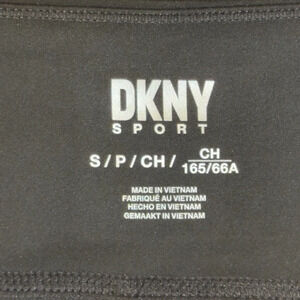 DKNY
SPORT
S / P / CH / CH
165/66A
MADE IN VIETNAM
FABRIQUÉ AU VIETNAM
HECHO EN VIETNAM
GEMAAKT IN VIETNAM